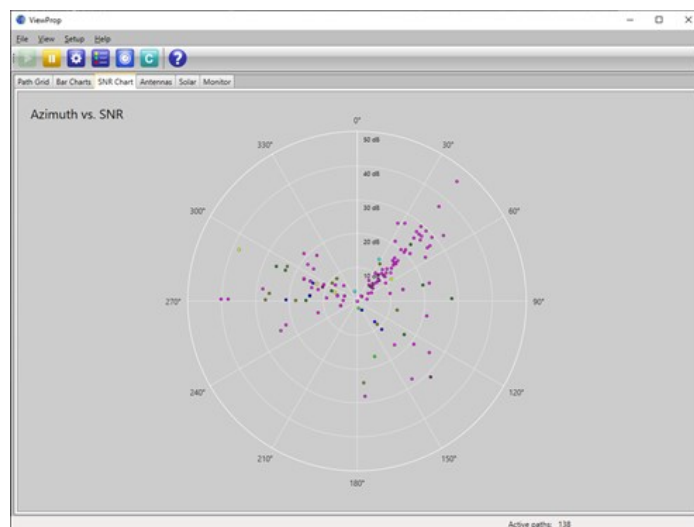 ViewProp
File View Setup Help
C ?
Path Grid Bar Charts SNR Chart Antennas Solar Monitor
Azimuth vs. SNR
0°
330° 50 dB 30°
40 dB
300° 30 dB 60°
20 dB
10 dB
270° 90°
240° 120°
210° 150°
180°
Active paths: 138